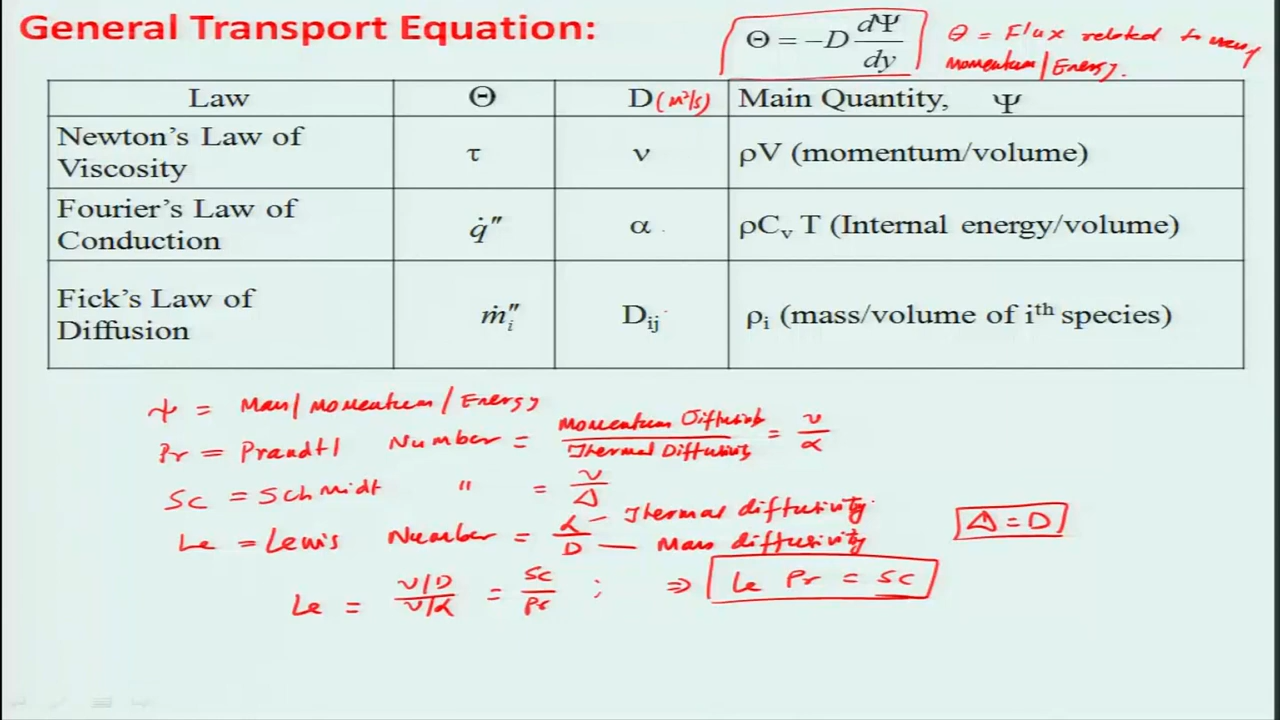 General Transport Equation:
Θ = −D dΨ/dy
θ = Flux related to
Momentum / Energy.
Law Θ D (m²/s) Main Quantity, Ψ
Newton's Law of Viscosity τ ν ρV (momentum/volume)
Fourier's Law of Conduction q̇″ α ρCᵥ T (Internal energy/volume)
Fick's Law of Diffusion ṁᵢ″ Dᵢⱼ ρᵢ (mass/volume of iᵗʰ species)
Ψ = Mass / Momentum / Energy
Pr = Prandtl Number = Momentum Diffusivity / Thermal Diffusivity = ν/α
Sc = Schmidt " = ν/Δ
Le = Lewis Number = α/D — Thermal diffusivity — Mass diffusivity
Δ = D
Le = (ν/D)/(ν/α) = Sc/Pr ; ⇒ Le Pr = Sc